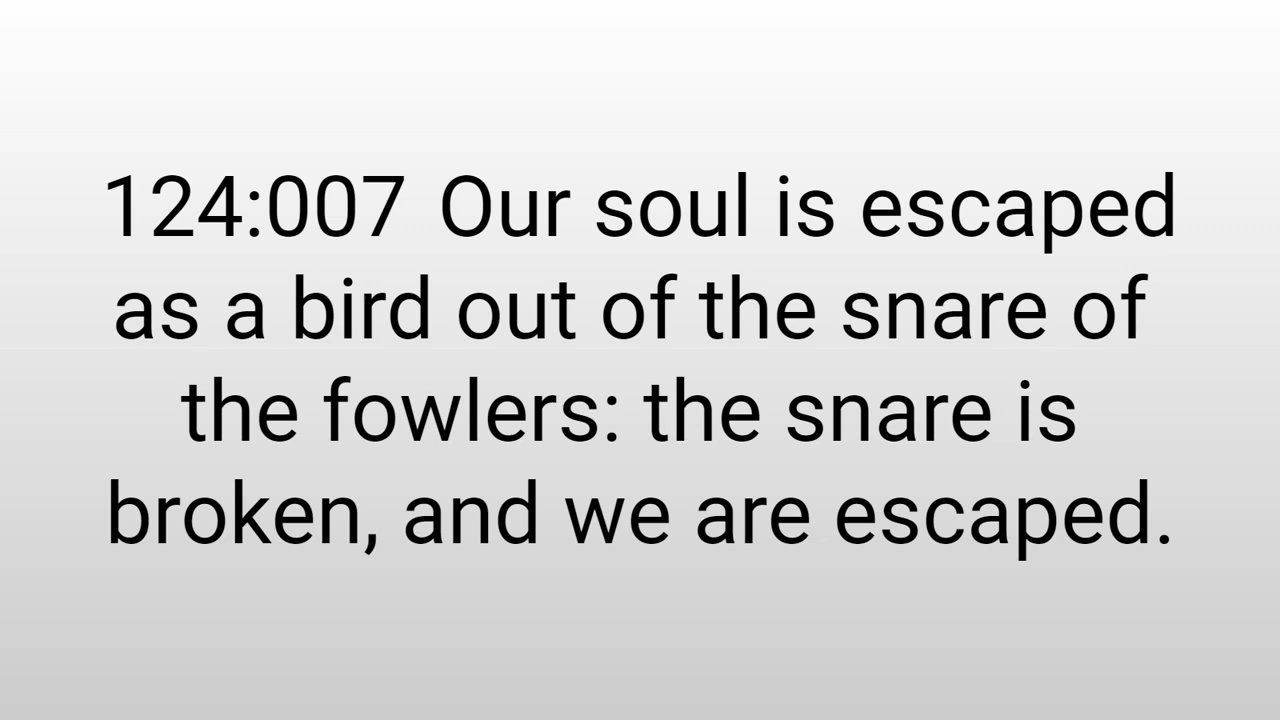 124:007 Our soul is escaped
as a bird out of the snare of
the fowlers: the snare is
broken, and we are escaped.